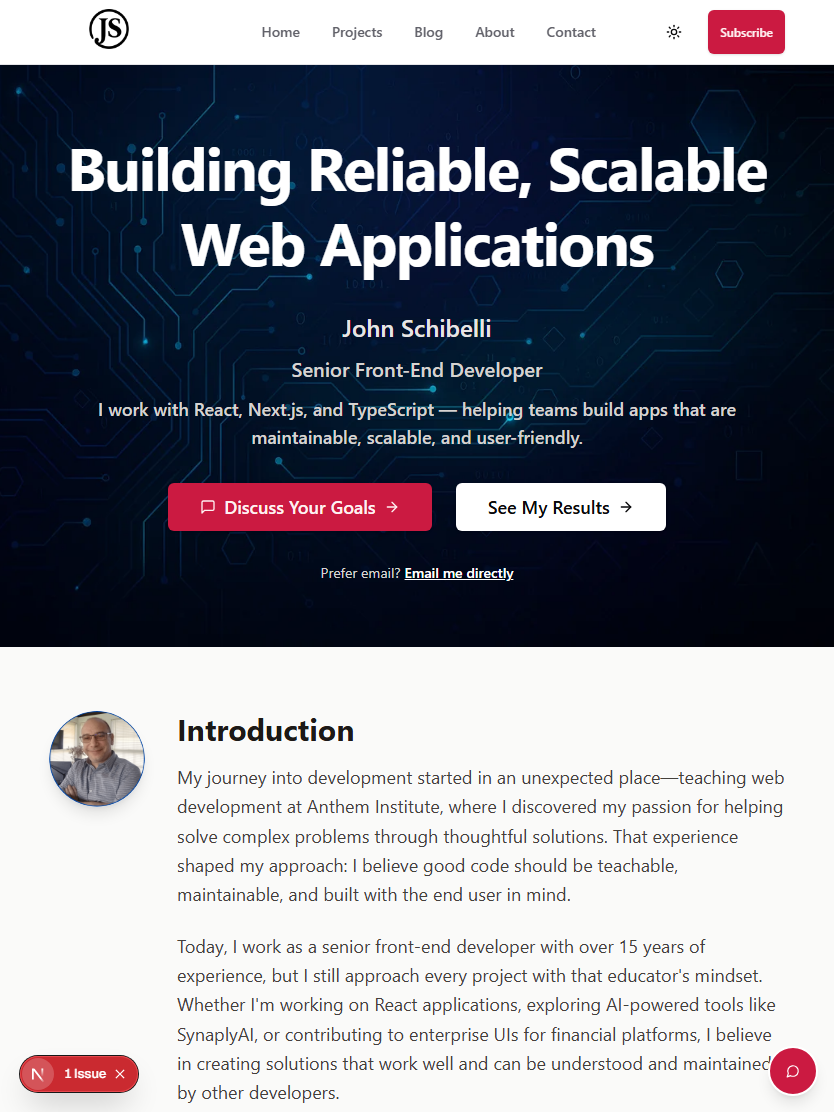 JS
Home Projects Blog About Contact Subscribe
Building Reliable, Scalable
Web Applications
John Schibelli
Senior Front-End Developer
I work with React, Next.js, and TypeScript — helping teams build apps that are
maintainable, scalable, and user-friendly.
Discuss Your Goals → See My Results →
Prefer email? Email me directly
Introduction
My journey into development started in an unexpected place—teaching web
development at Anthem Institute, where I discovered my passion for helping
solve complex problems through thoughtful solutions. That experience
shaped my approach: I believe good code should be teachable,
maintainable, and built with the end user in mind.
Today, I work as a senior front-end developer with over 15 years of
experience, but I still approach every project with that educator's mindset.
Whether I'm working on React applications, exploring AI-powered tools like
SynaplyAI, or contributing to enterprise UIs for financial platforms, I believe
in creating solutions that work well and can be understood and maintained
by other developers.
N 1 Issue ×